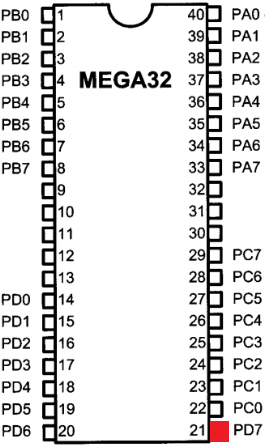 PB0 1 40 PA0
PB1 2 39 PA1
PB2 3 38 PA2
PB3 4 MEGA32 37 PA3
PB4 5 36 PA4
PB5 6 35 PA5
PB6 7 34 PA6
PB7 8 33 PA7
9 32
10 31
11 30
12 29 PC7
13 28 PC6
PD0 14 27 PC5
PD1 15 26 PC4
PD2 16 25 PC3
PD3 17 24 PC2
PD4 18 23 PC1
PD5 19 22 PC0
PD6 20 21 PD7